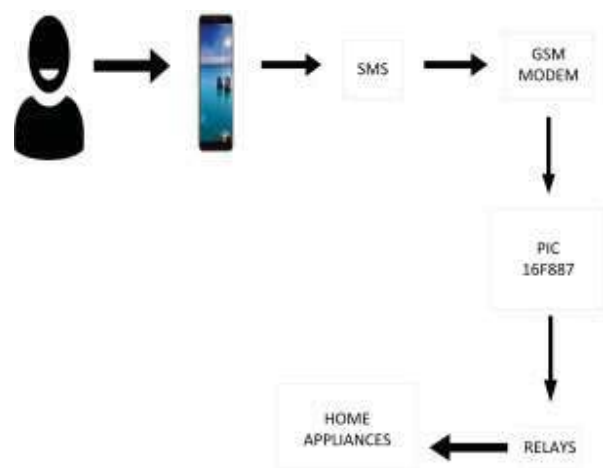 SMS
GSM
MODEM
PIC
16F887
RELAYS
HOME
APPLIANCES